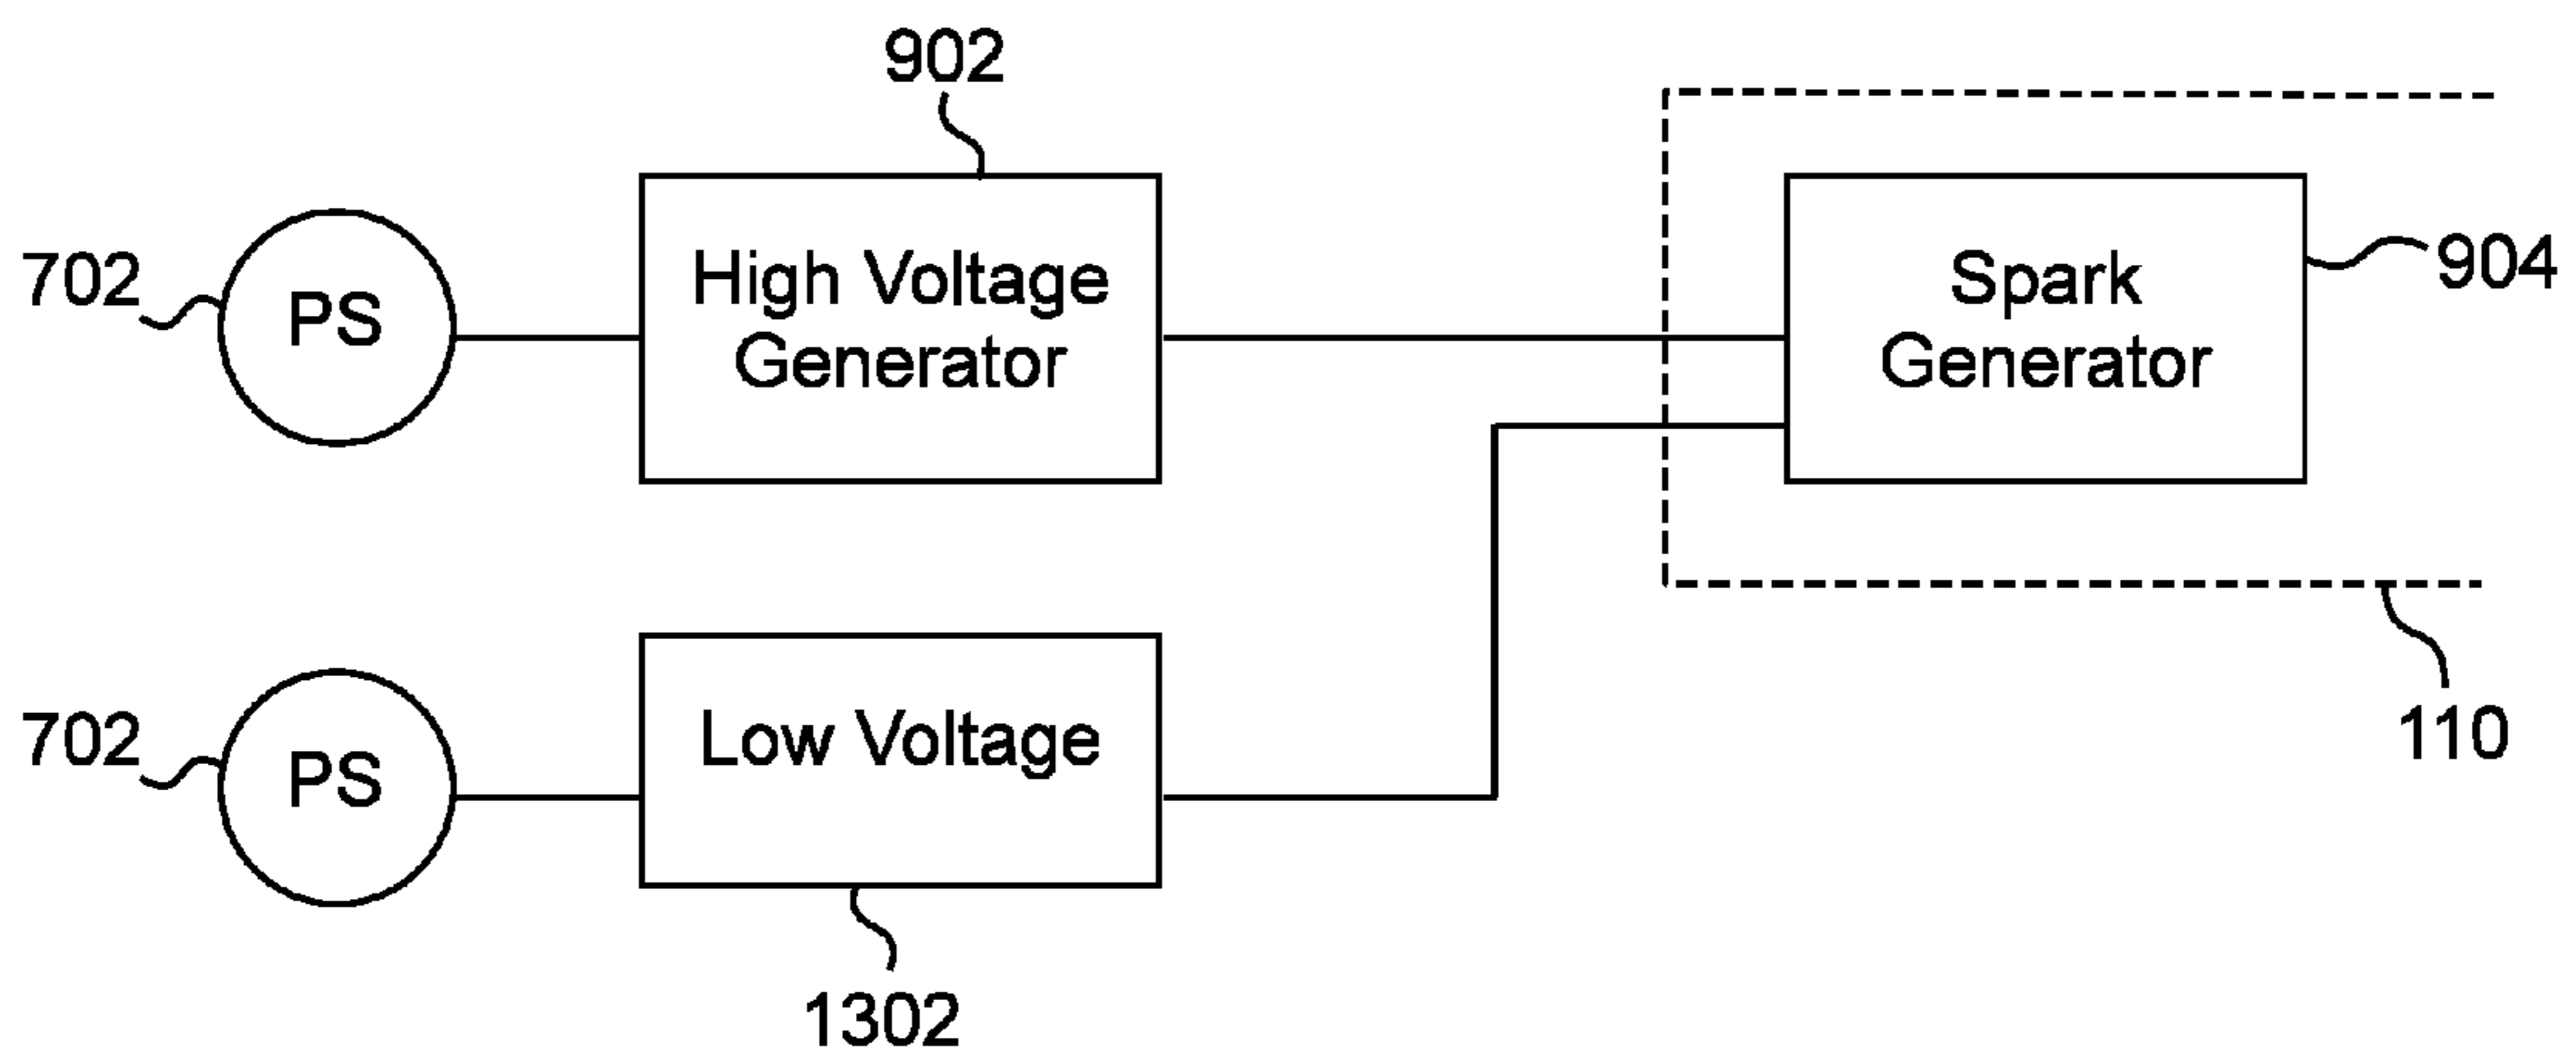 902
702
PS
High Voltage
Generator
Spark
Generator
904
702
PS
Low Voltage
110
1302